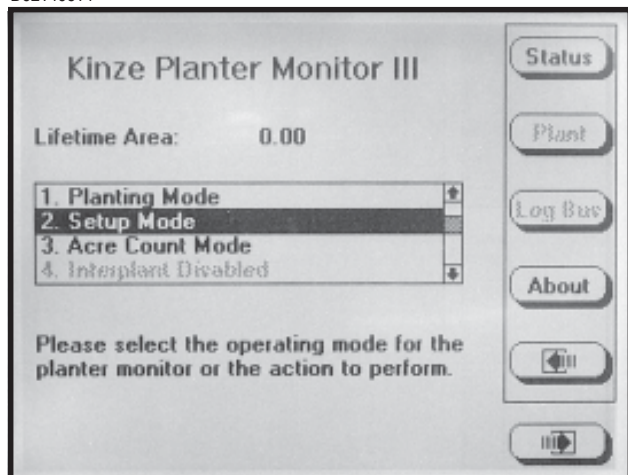 Kinze Planter Monitor III
Lifetime Area: 0.00
1. Planting Mode
2. Setup Mode
3. Acre Count Mode
4. Interplant Disabled
Please select the operating mode for the
planter monitor or the action to perform.
Status
Plant
Log Bus
About